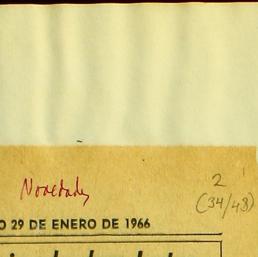 Novedades
2
(34/48)
O 29 DE ENERO DE 1966